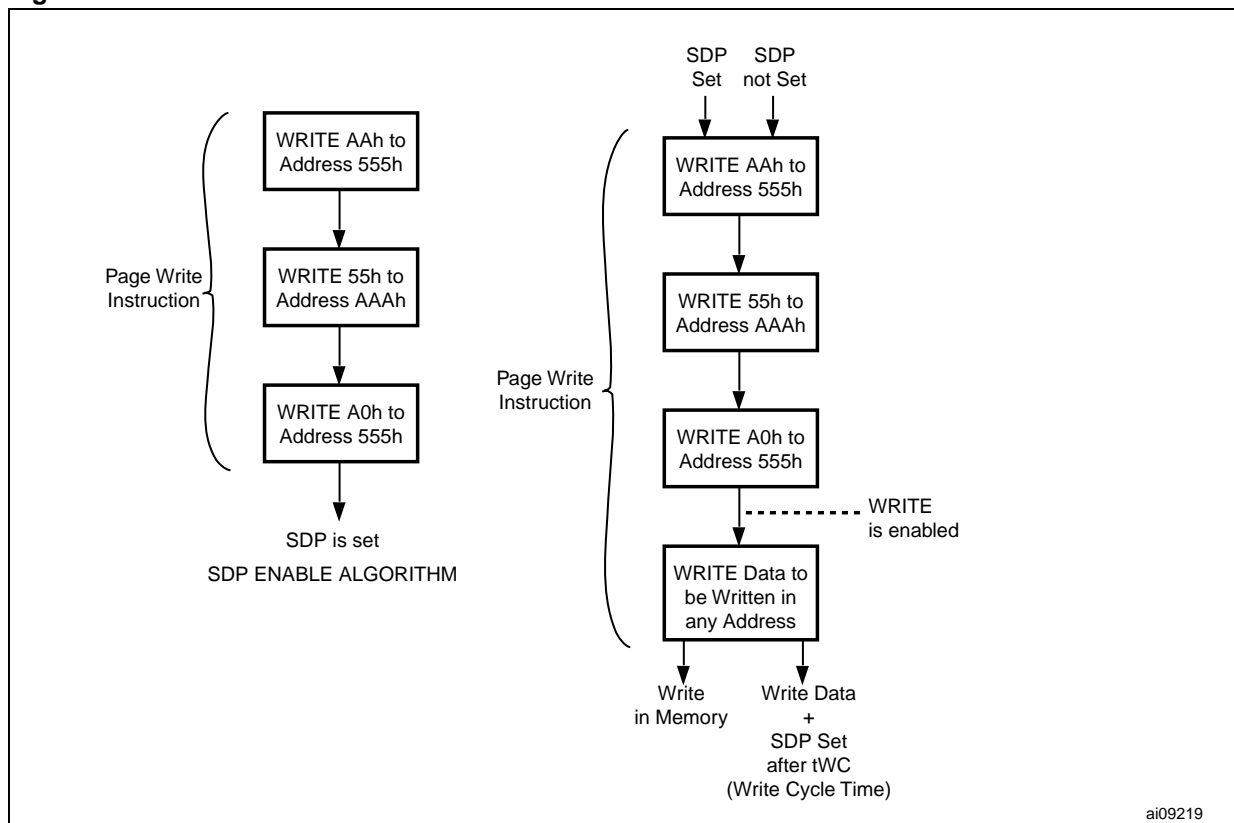 WRITE AAh to
Address 555h
WRITE 55h to
Address AAAh
WRITE A0h to
Address 555h
Page Write
Instruction
SDP is set
SDP ENABLE ALGORITHM
SDP
Set
SDP
not Set
WRITE AAh to
Address 555h
WRITE 55h to
Address AAAh
WRITE A0h to
Address 555h
Page Write
Instruction
WRITE
is enabled
WRITE Data to
be Written in
any Address
Write
in Memory
Write Data
+
SDP Set
after tWC
(Write Cycle Time)
ai09219